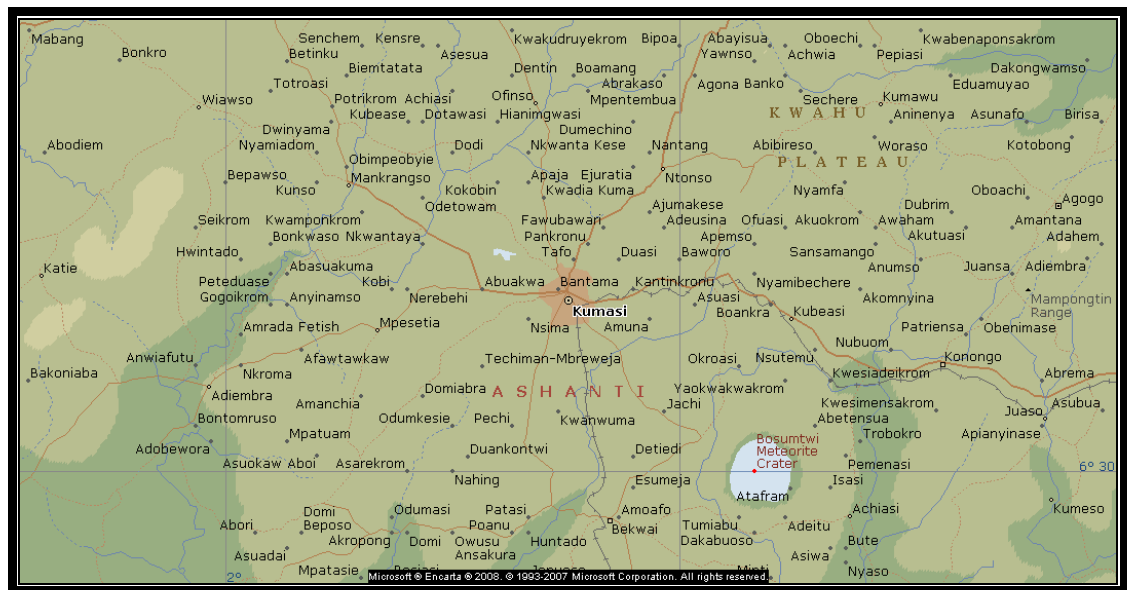 Mabang
Bonkro
Senchem
Kensre
Betinku
Asesua
Kwakudruyekrom
Bipoa
Abayisua
Yawnso
Oboechi
Achwia
Pepiasi
Kwabenaponsakrom
Dakongwamso
Biemtatata
Dentin
Boamang
Totroasi
Abrakaso
Agona
Banko
Eduamuyao
Wiawso
Potrikrom
Achiasi
Ofinso
Mpentembua
Sechere
Kumawu
Kubease
Dotawasi
Hianimgwasi
KWAHU
Aninenya
Asunafo
Birisa
Dwinyama
Dumechino
Abodiem
Nyamiadom
Dodi
Nkwanta Kese
Nantang
Abibireso
Woraso
Kotobong
Obimpeobyie
PLATEAU
Bepawso
Mankrangso
Apaja
Ejuratia
Ntonso
Kunso
Kokobin
Kwadia Kuma
Nyamfa
Oboachi
Agogo
Odetowam
Ajumakese
Dubrim
Seikrom
Kwamponkrom
Fawubawari
Adeusina
Ofuasi
Akuokrom
Awaham
Amantana
Bonkwaso
Nkwantaya
Pankronu
Apemso
Akutuasi
Adahem
Hwintado
Tafo
Duasi
Baworo
Sansamango
Katie
Abasuakuma
Anumso
Juansa
Adiembra
Peteduase
Kobi
Abuakwa
Bantama
Kantinkronu
Nyamibechere
Gogoikrom
Anyinamso
Nerebehi
Asuasi
Akomnyina
Mampongtin
Range
Kumasi
Boankra
Kubeasi
Amrada Fetish
Mpesetia
Nsima
Amuna
Patriensa
Obenimase
Nubuom
Anwiafutu
Afawtawkaw
Techiman-Mbreweja
Okroasi
Nsutemu
Konongo
Bakoniaba
Nkroma
Kwesiadeikrom
Abrema
Adiembra
Domiabra
ASHANTI
Yaokwakwakrom
Amanchia
Jachi
Kwesimensakrom
Asubua
Bontomruso
Odumkesie
Pechi
Kwanwuma
Abetensua
Juaso
Mpatuam
Bosumtwi
Meteorite
Crater
Trobokro
Apianyinase
Adobewora
Duankontwi
Detiedi
Asuokaw
Aboi
Asarekrom
Pemenasi
6° 30
Nahing
Esumeja
Isasi
Atafram
Domi
Odumasi
Patasi
Amoafo
Achiasi
Kumeso
Abori
Beposo
Poanu
Bekwai
Tumiabu
Adeitu
Akropong
Domi
Owusu
Huntado
Dakabuoso
Bute
Asuadai
Ansakura
Asiwa
2°
Mpatasie
Nyaso
Microsoft ® Encarta ® 2008. © 1993-2007 Microsoft Corporation. All rights reserved.